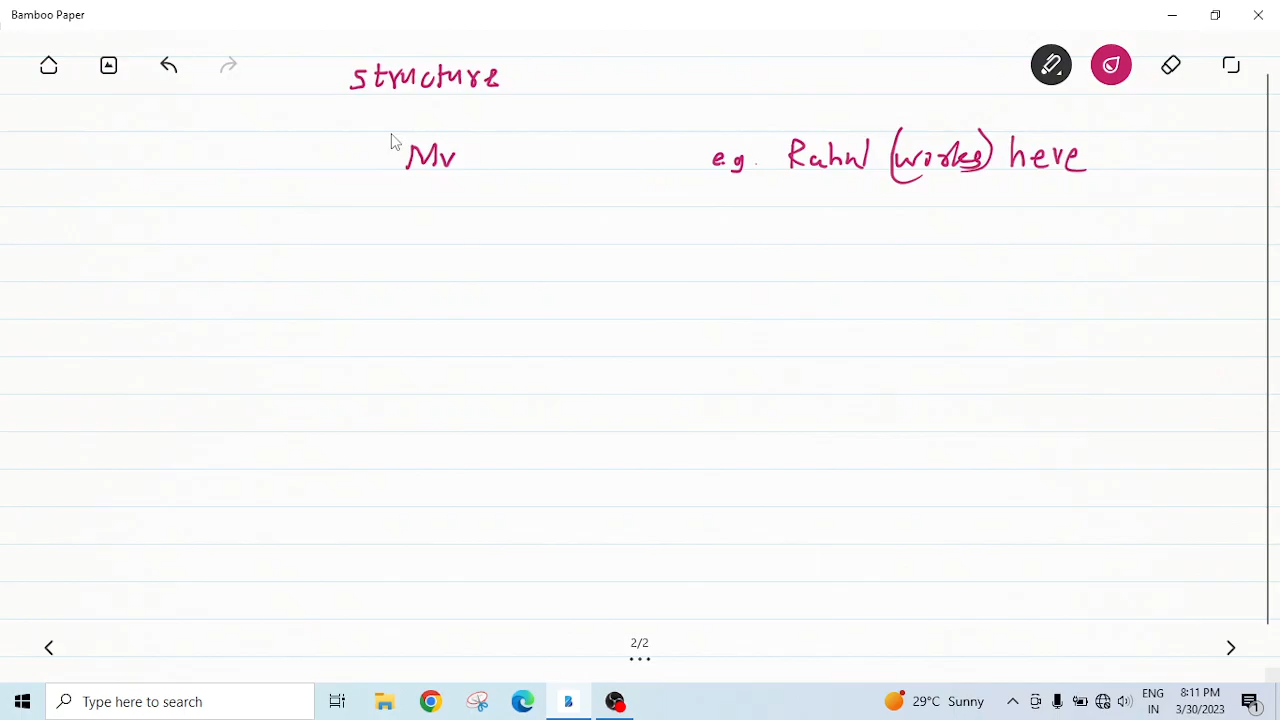 Bamboo Paper
structure
Mv
e.g. Rahul (works) here
2/2
Type here to search
29°C Sunny
ENG
IN
8:11 PM
3/30/2023